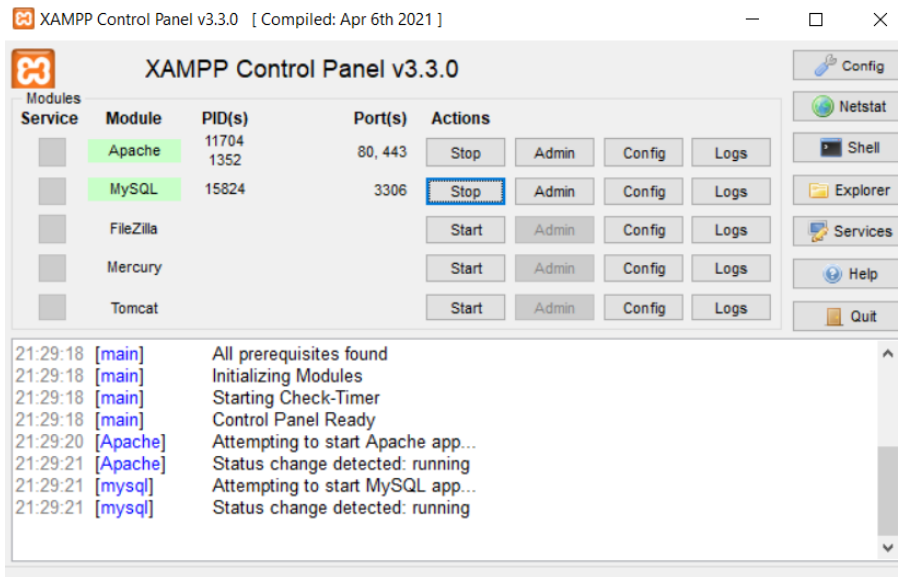 XAMPP Control Panel v3.3.0 [ Compiled: Apr 6th 2021 ]
XAMPP Control Panel v3.3.0
Config
Modules
Service Module PID(s) Port(s) Actions
Netstat
Apache 11704 1352 80, 443 Stop Admin Config Logs
Shell
MySQL 15824 3306 Stop Admin Config Logs
Explorer
FileZilla Start Admin Config Logs
Services
Mercury Start Admin Config Logs
Help
Tomcat Start Admin Config Logs
Quit
21:29:18 [main] All prerequisites found
21:29:18 [main] Initializing Modules
21:29:18 [main] Starting Check-Timer
21:29:18 [main] Control Panel Ready
21:29:20 [Apache] Attempting to start Apache app...
21:29:21 [Apache] Status change detected: running
21:29:21 [mysql] Attempting to start MySQL app...
21:29:21 [mysql] Status change detected: running